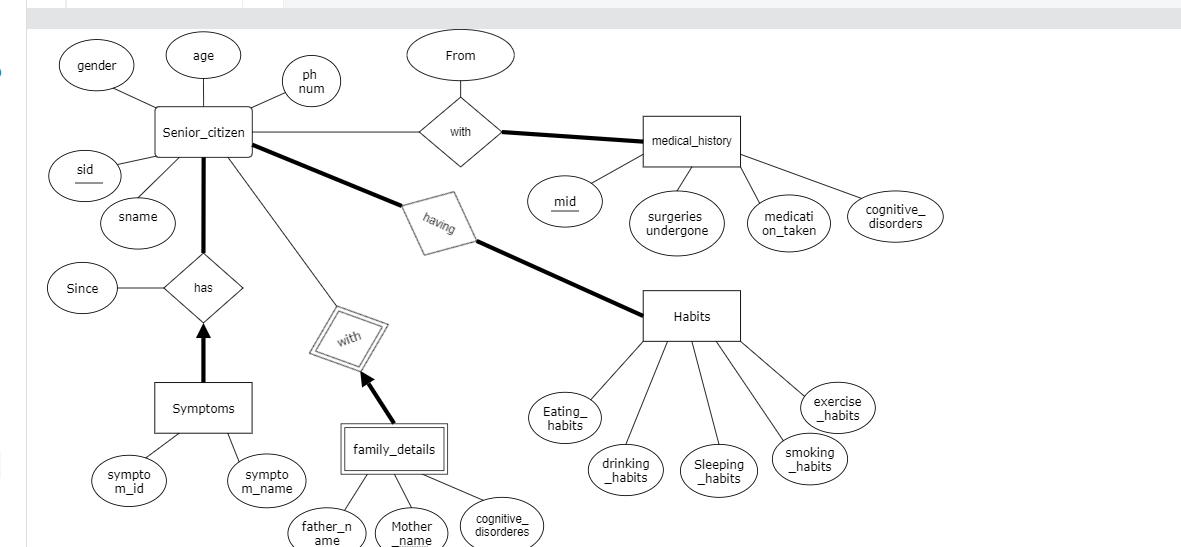 gender
age
ph
num
From
Senior_citizen
with
medical_history
sid
sname
having
mid
surgeries
undergone
medicati
on_taken
cognitive_
disorders
Since
has
with
Habits
Symptoms
family_details
Eating_
habits
drinking
_habits
Sleeping
_habits
smoking
_habits
exercise
_habits
sympto
m_id
sympto
m_name
father_n
ame
Mother
_name
cognitive_
disorderes